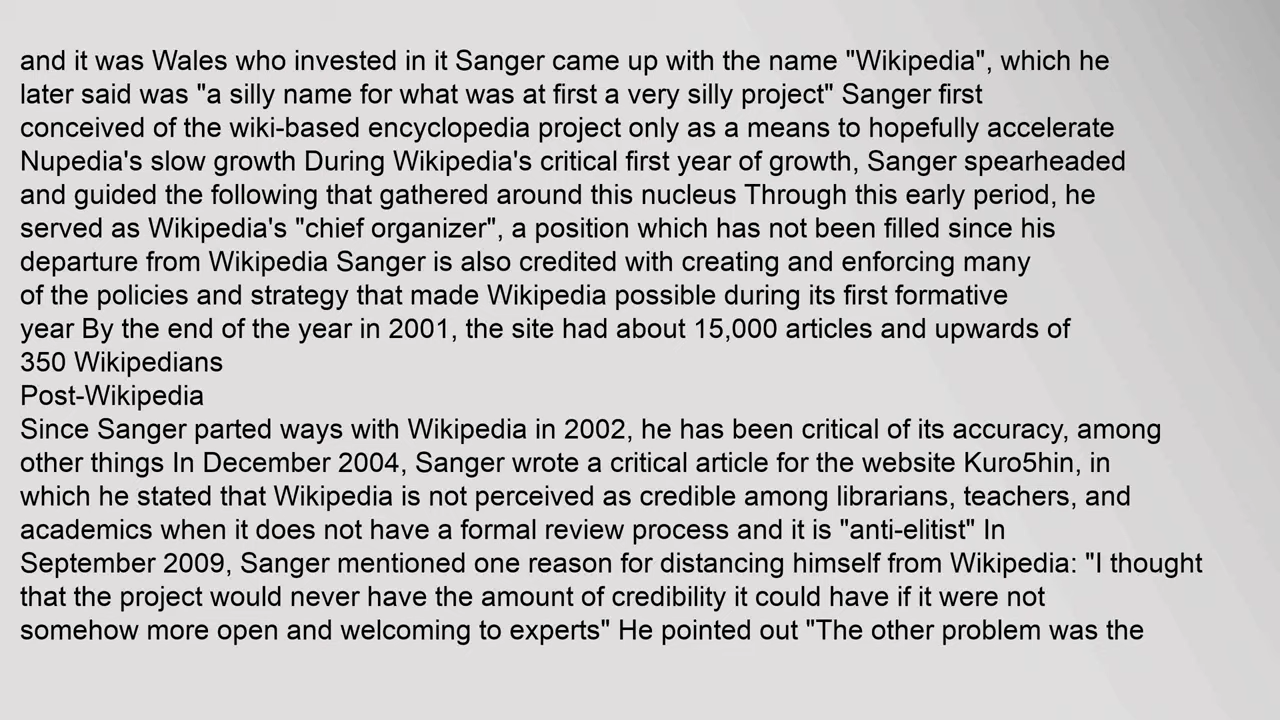 and it was Wales who invested in it Sanger came up with the name "Wikipedia", which he
later said was "a silly name for what was at first a very silly project" Sanger first
conceived of the wiki-based encyclopedia project only as a means to hopefully accelerate
Nupedia's slow growth During Wikipedia's critical first year of growth, Sanger spearheaded
and guided the following that gathered around this nucleus Through this early period, he
served as Wikipedia's "chief organizer", a position which has not been filled since his
departure from Wikipedia Sanger is also credited with creating and enforcing many
of the policies and strategy that made Wikipedia possible during its first formative
year By the end of the year in 2001, the site had about 15,000 articles and upwards of
350 Wikipedians
Post-Wikipedia
Since Sanger parted ways with Wikipedia in 2002, he has been critical of its accuracy, among
other things In December 2004, Sanger wrote a critical article for the website Kuro5hin, in
which he stated that Wikipedia is not perceived as credible among librarians, teachers, and
academics when it does not have a formal review process and it is "anti-elitist" In
September 2009, Sanger mentioned one reason for distancing himself from Wikipedia: "I thought
that the project would never have the amount of credibility it could have if it were not
somehow more open and welcoming to experts" He pointed out "The other problem was the